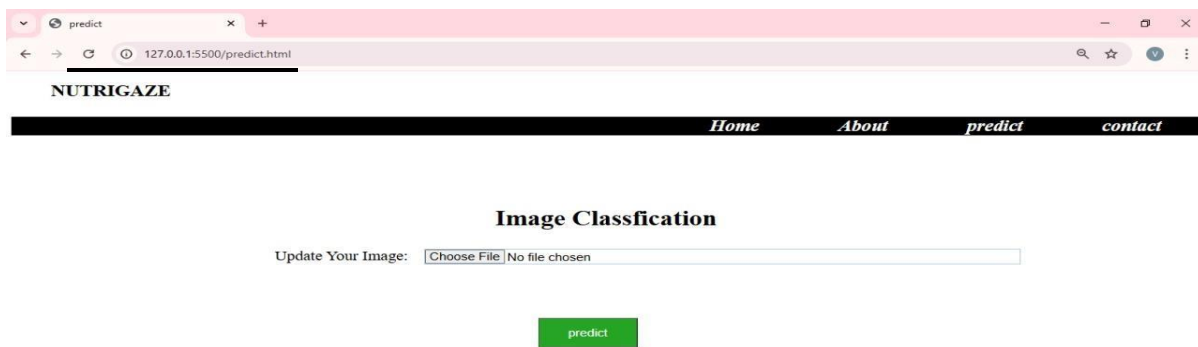 predict
127.0.0.1:5500/predict.html
V
NUTRIGAZE
Home About predict contact
Image Classfication
Update Your Image: Choose File No file chosen
predict